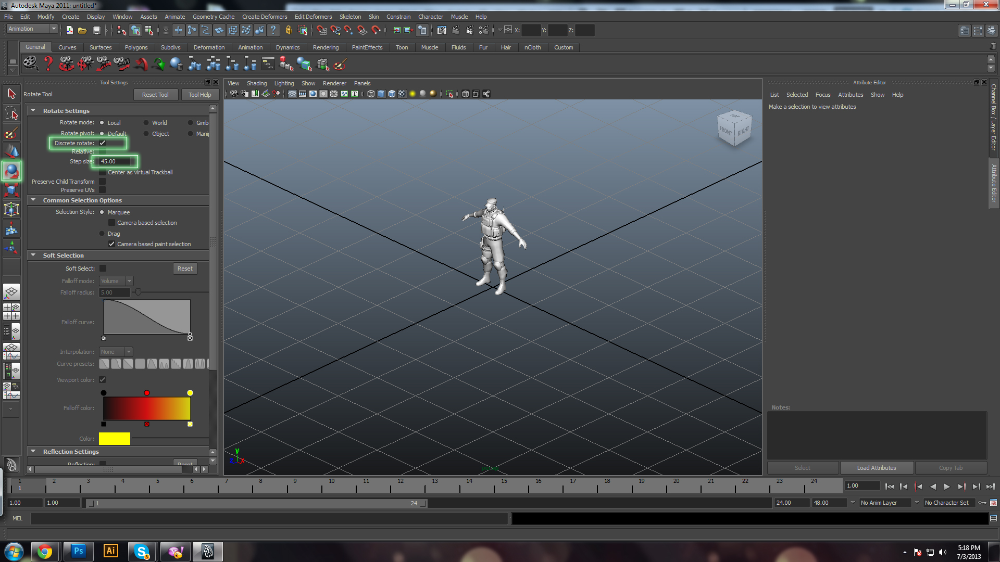 Autodesk Maya 2011: untitled*
File Edit Modify Create Display Window Assets Animate Geometry Cache Create Deformers Edit Deformers Skeleton Skin Constrain Character Muscle Help
Animation X: Y: Z:
General Curves Surfaces Polygons Subdivs Deformation Animation Dynamics Rendering PaintEffects Toon Muscle Fluids Fur Hair nCloth Custom
Tool Settings
Rotate Tool Reset Tool Tool Help
Rotate Settings
Rotate mode: Local World Gimb
Rotate pivot: Default Object Manip
Discrete rotate:
Relative:
Step size: 45.00
Center as virtual Trackball
Preserve Child Transform
Preserve UVs
Common Selection Options
Selection Style: Marquee
Camera based selection
Drag
Camera based paint selection
Soft Selection
Soft Select: Reset
Falloff mode: Volume
Falloff radius: 5.00
Falloff curve:
Interpolation: None
Curve presets:
Viewport color:
Falloff color:
Color:
Reflection Settings
Reflection: Reset
View Shading Lighting Show Renderer Panels
TOP
FRONT RIGHT
y
z x
persp
Attribute Editor
List Selected Focus Attributes Show Help
Make a selection to view attributes
Channel Box / Layer Editor
Attribute Editor
Notes:
Select Load Attributes Copy Tab
1 2 3 4 5 6 7 8 9 10 11 12 13 14 15 16 17 18 19 20 21 22 23 24
1
1.00
1.00 1.00 1 24 24.00 48.00 No Anim Layer No Character Set
MEL
Ps Ai S 3
5:18 PM
7/3/2013